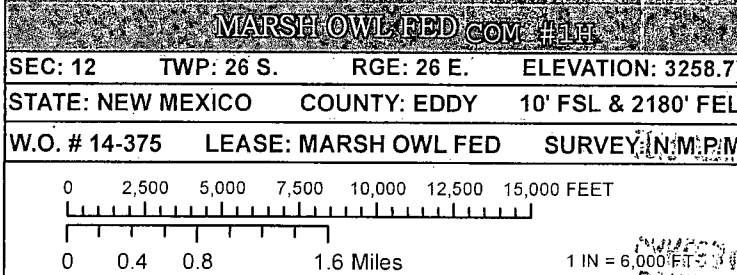 MARSH OWL FED COM #1H
SEC: 12 TWP: 26 S. RGE: 26 E. ELEVATION: 3258.7
STATE: NEW MEXICO COUNTY: EDDY 10' FSL & 2180' FEL
W.O. # 14-375 LEASE: MARSH OWL FED SURVEY: N.M.P.M
0 2,500 5,000 7,500 10,000 12,500 15,000 FEET
0 0.4 0.8 1.6 Miles 1 IN = 6,000 FT